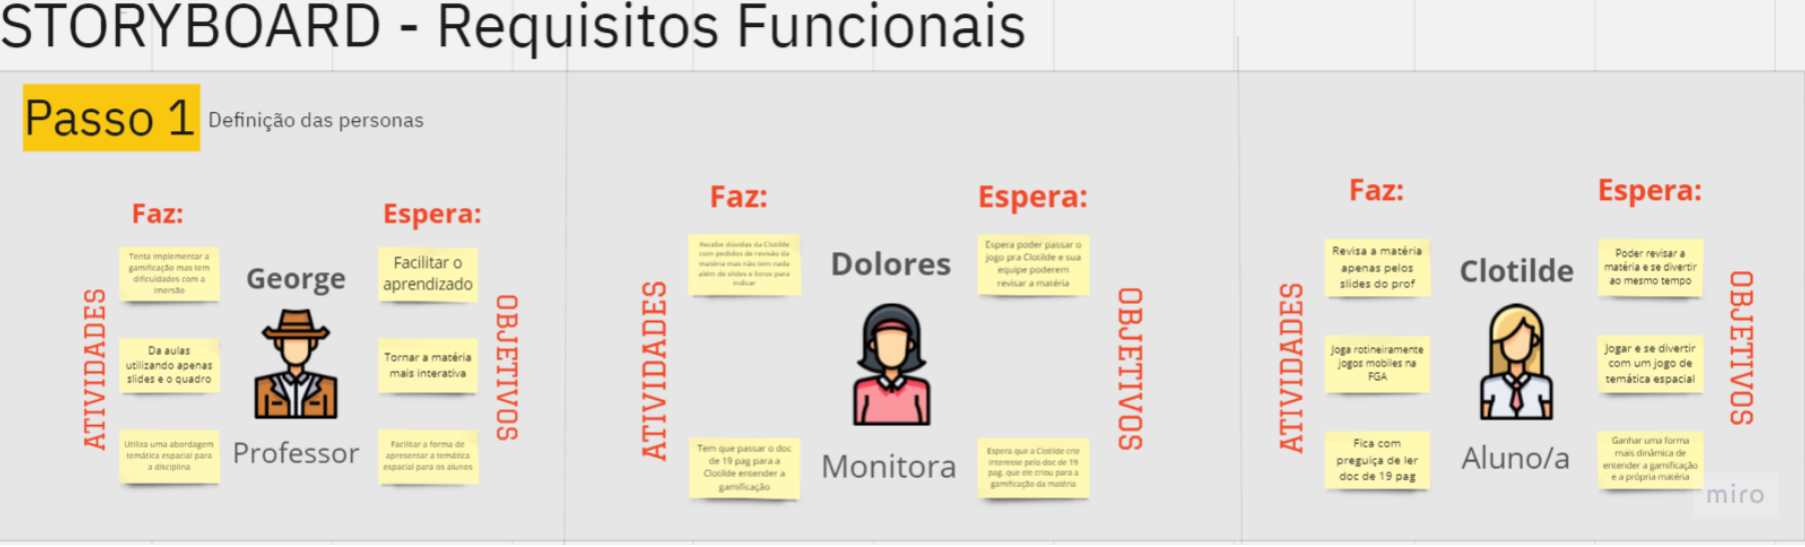 STORYBOARD - Requisitos Funcionais
Passo 1
Definição das personas
Faz:
Espera:
ATIVIDADES
Tenta implementar a
gamificação mas tem
dificuldades com a
imersão
Da aulas
utilizando apenas
slides e o quadro
Utiliza uma abordagem
temática espacial para
a disciplina
George
Professor
Facilitar o
aprendizado
Tornar a matéria
mais interativa
Facilitar a forma de
apresentar a temática
espacial para os alunos
OBJETIVOS
Faz:
Espera:
ATIVIDADES
Recebe dúvidas da Clotilde
com pedidos de revisão da
matéria mas não tem nada
além de slides e livros para
indicar
Tem que passar o doc
de 19 pag para a
Clotilde entender a
gamificação
Dolores
Monitora
Espera poder passar o
jogo pra Clotilde e sua
equipe poderem
revisar a matéria
Espera que a Clotilde crie
interesse pelo doc de 19
pag. que ele criou para a
gamificação da matéria
OBJETIVOS
Faz:
Espera:
ATIVIDADES
Revisa a matéria
apenas pelos
slides do prof
Joga rotineiramente
jogos mobiles na
FGA
Fica com
preguiça de ler
doc de 19 pag
Clotilde
Aluno/a
Poder revisar a
matéria e se divertir
ao mesmo tempo
Jogar e se divertir
com um jogo de
temática espacial
Ganhar uma forma
mais dinâmica de
entender a gamificação
e a própria matéria
OBJETIVOS
miro